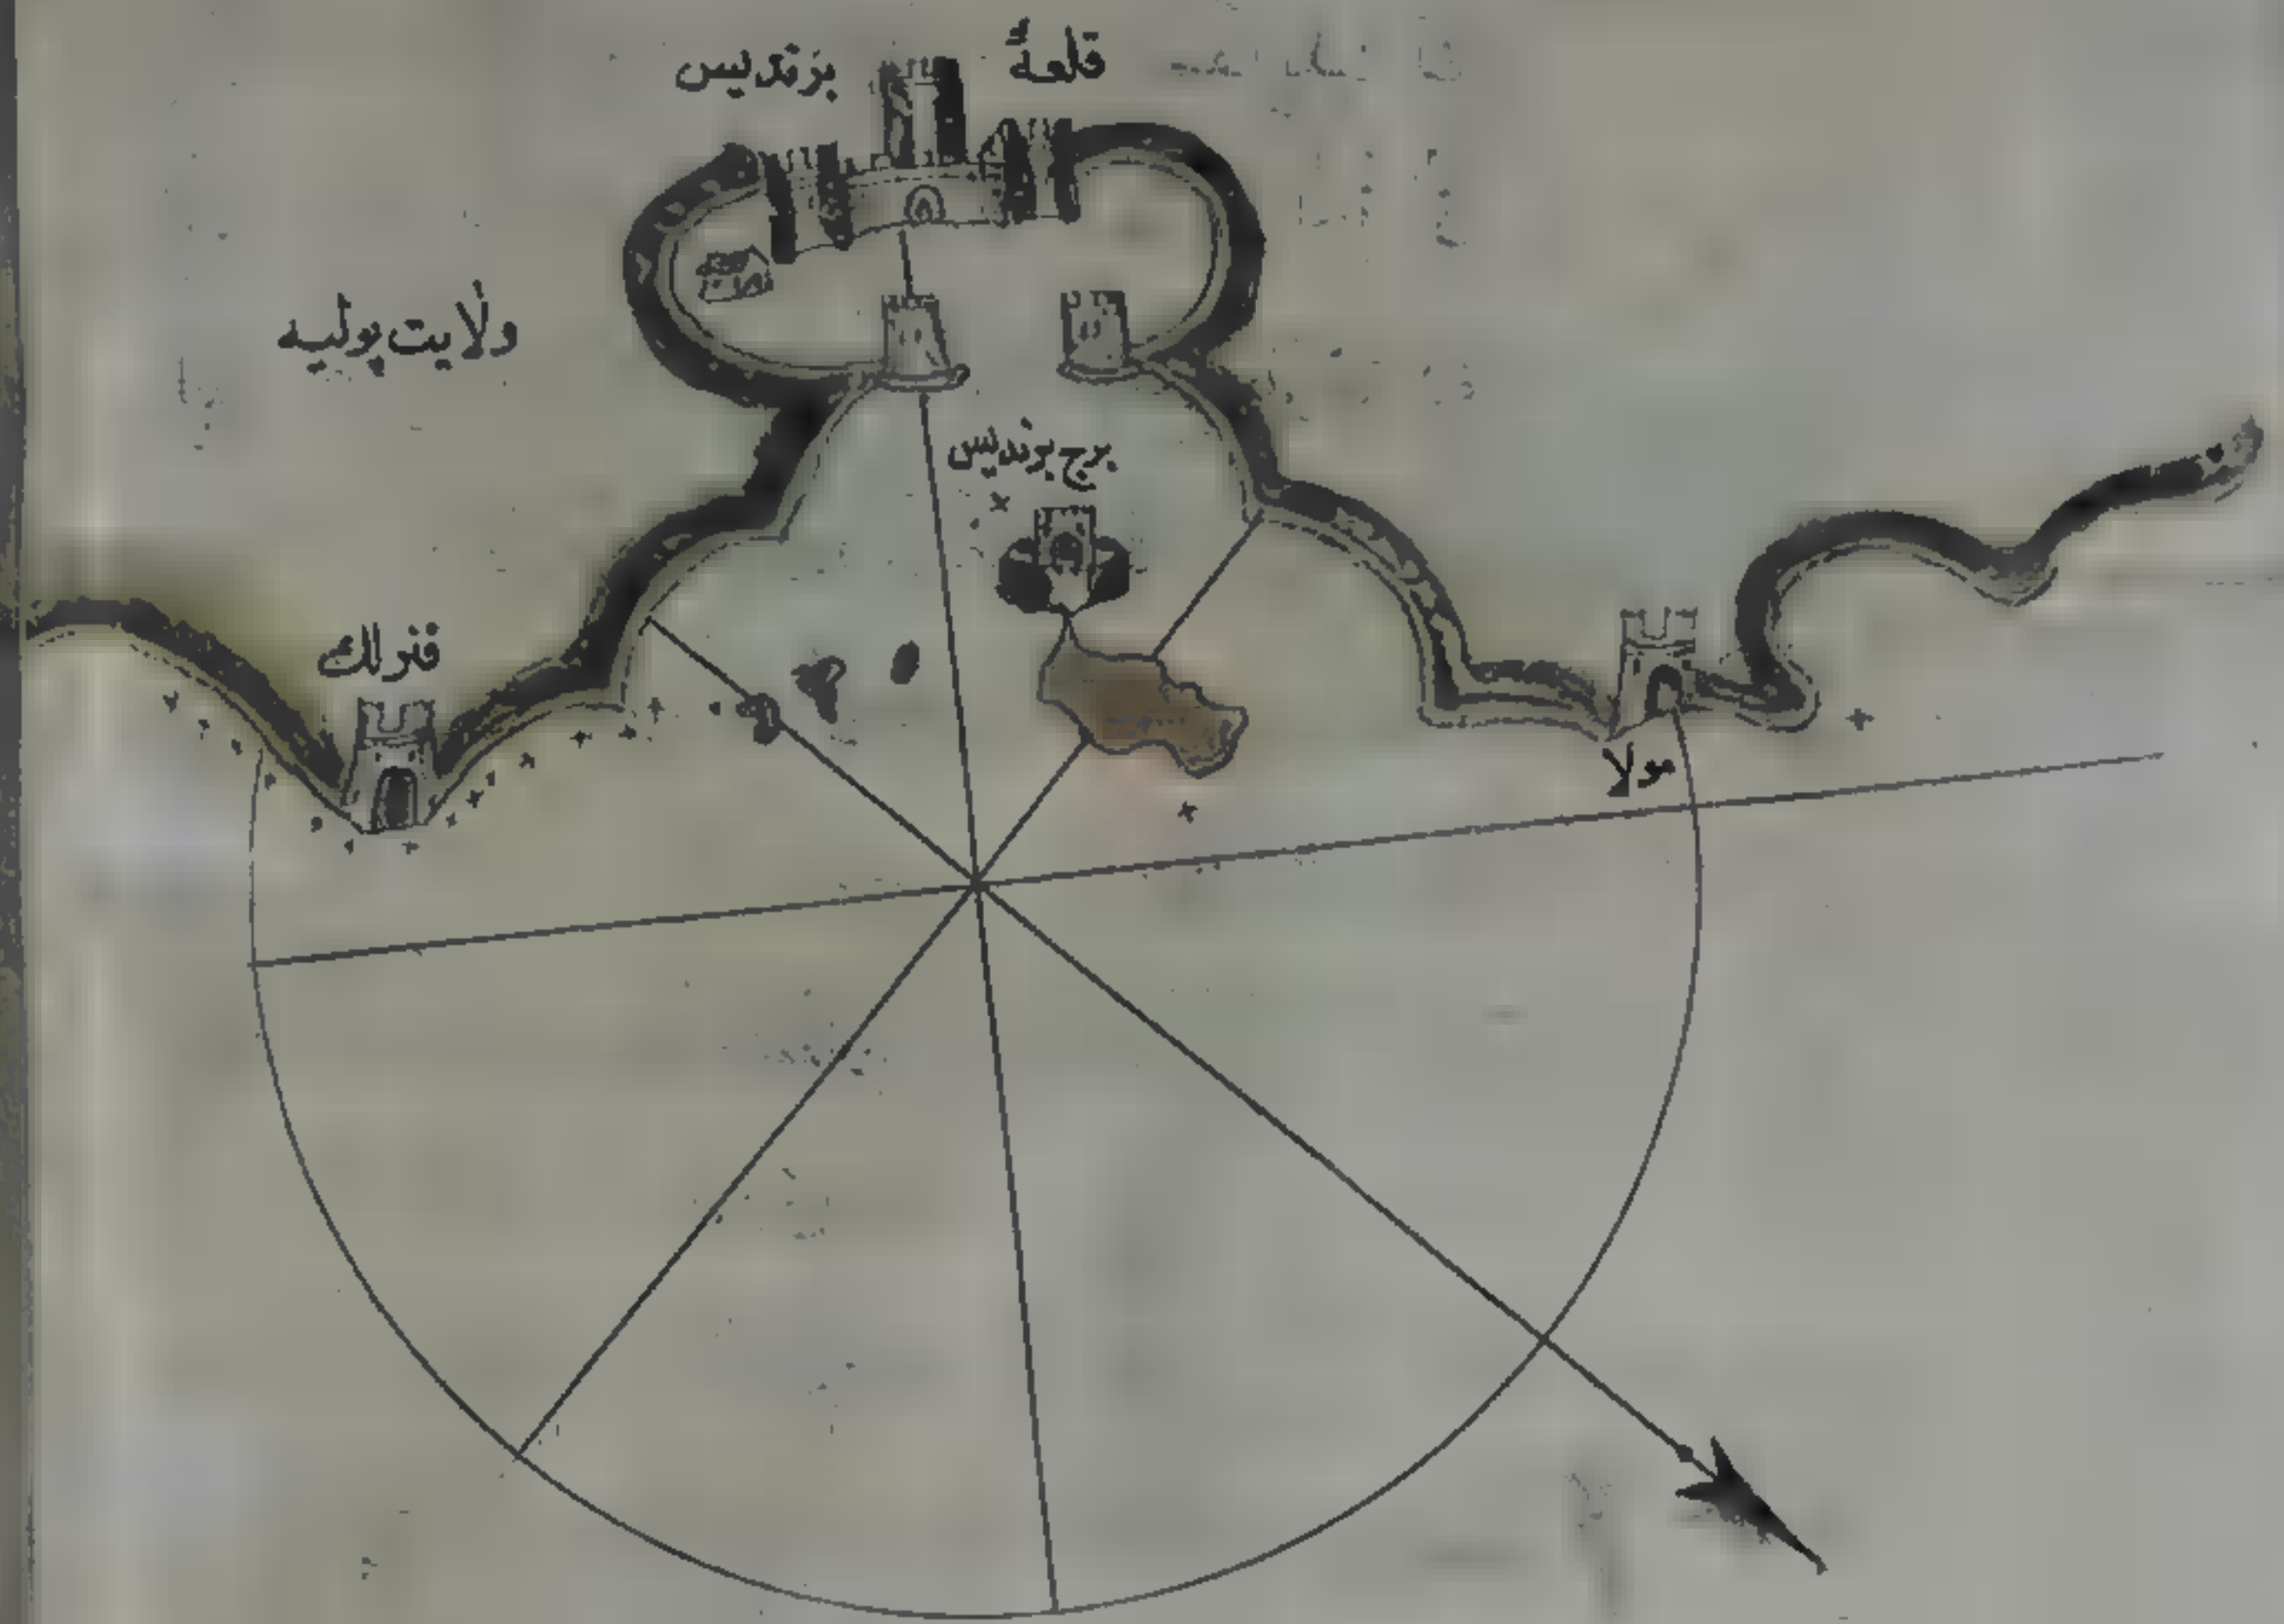 قلعهٔ برندیس
ولایت پولیه
برج برندیس
فنرلك
مولا